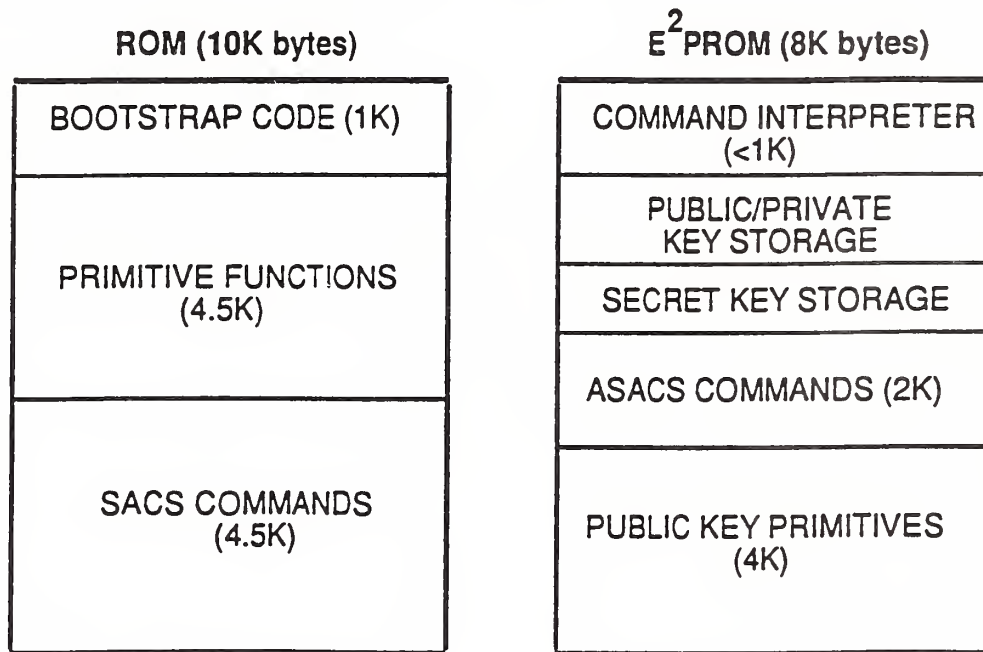 ROM (10K bytes)
BOOTSTRAP CODE (1K)
PRIMITIVE FUNCTIONS
(4.5K)
SACS COMMANDS
(4.5K)
E²PROM (8K bytes)
COMMAND INTERPRETER
(<1K)
PUBLIC/PRIVATE
KEY STORAGE
SECRET KEY STORAGE
ASACS COMMANDS (2K)
PUBLIC KEY PRIMITIVES
(4K)